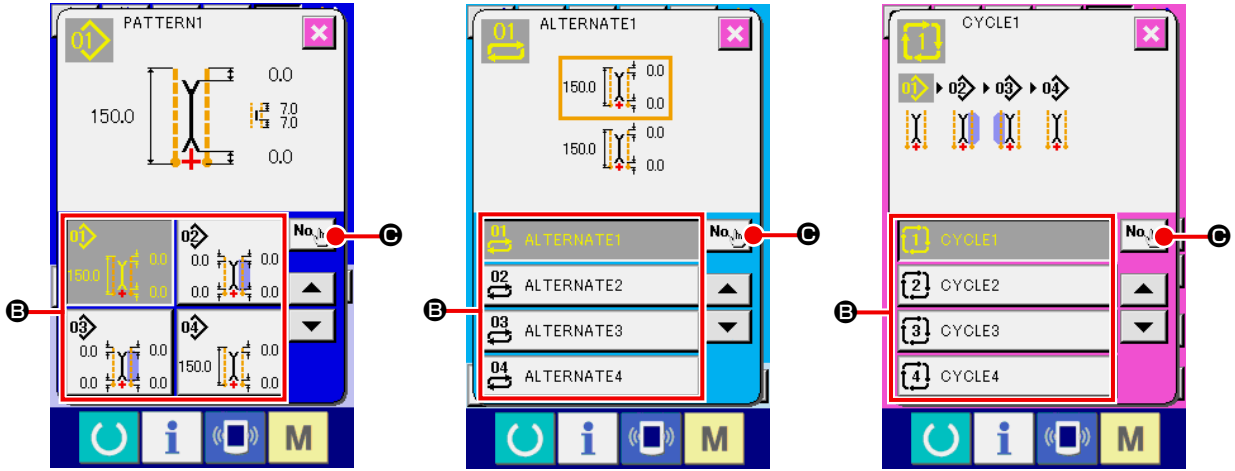 PATTERN1
01
0.0
150.0
7.0
7.0
0.0
01
150.0
0.0
0.0
02
0.0
0.0
0.0
0.0
No.
C
B
03
0.0
0.0
0.0
0.0
04
150.0
0.0
0.0
i
M
ALTERNATE1
01
150.0
0.0
0.0
150.0
0.0
0.0
01 ALTERNATE1
No.
C
02 ALTERNATE2
B
03 ALTERNATE3
04 ALTERNATE4
i
M
CYCLE1
1
01 02 03 04
1 CYCLE1
No.
C
2 CYCLE2
B
3 CYCLE3
4 CYCLE4
i
M